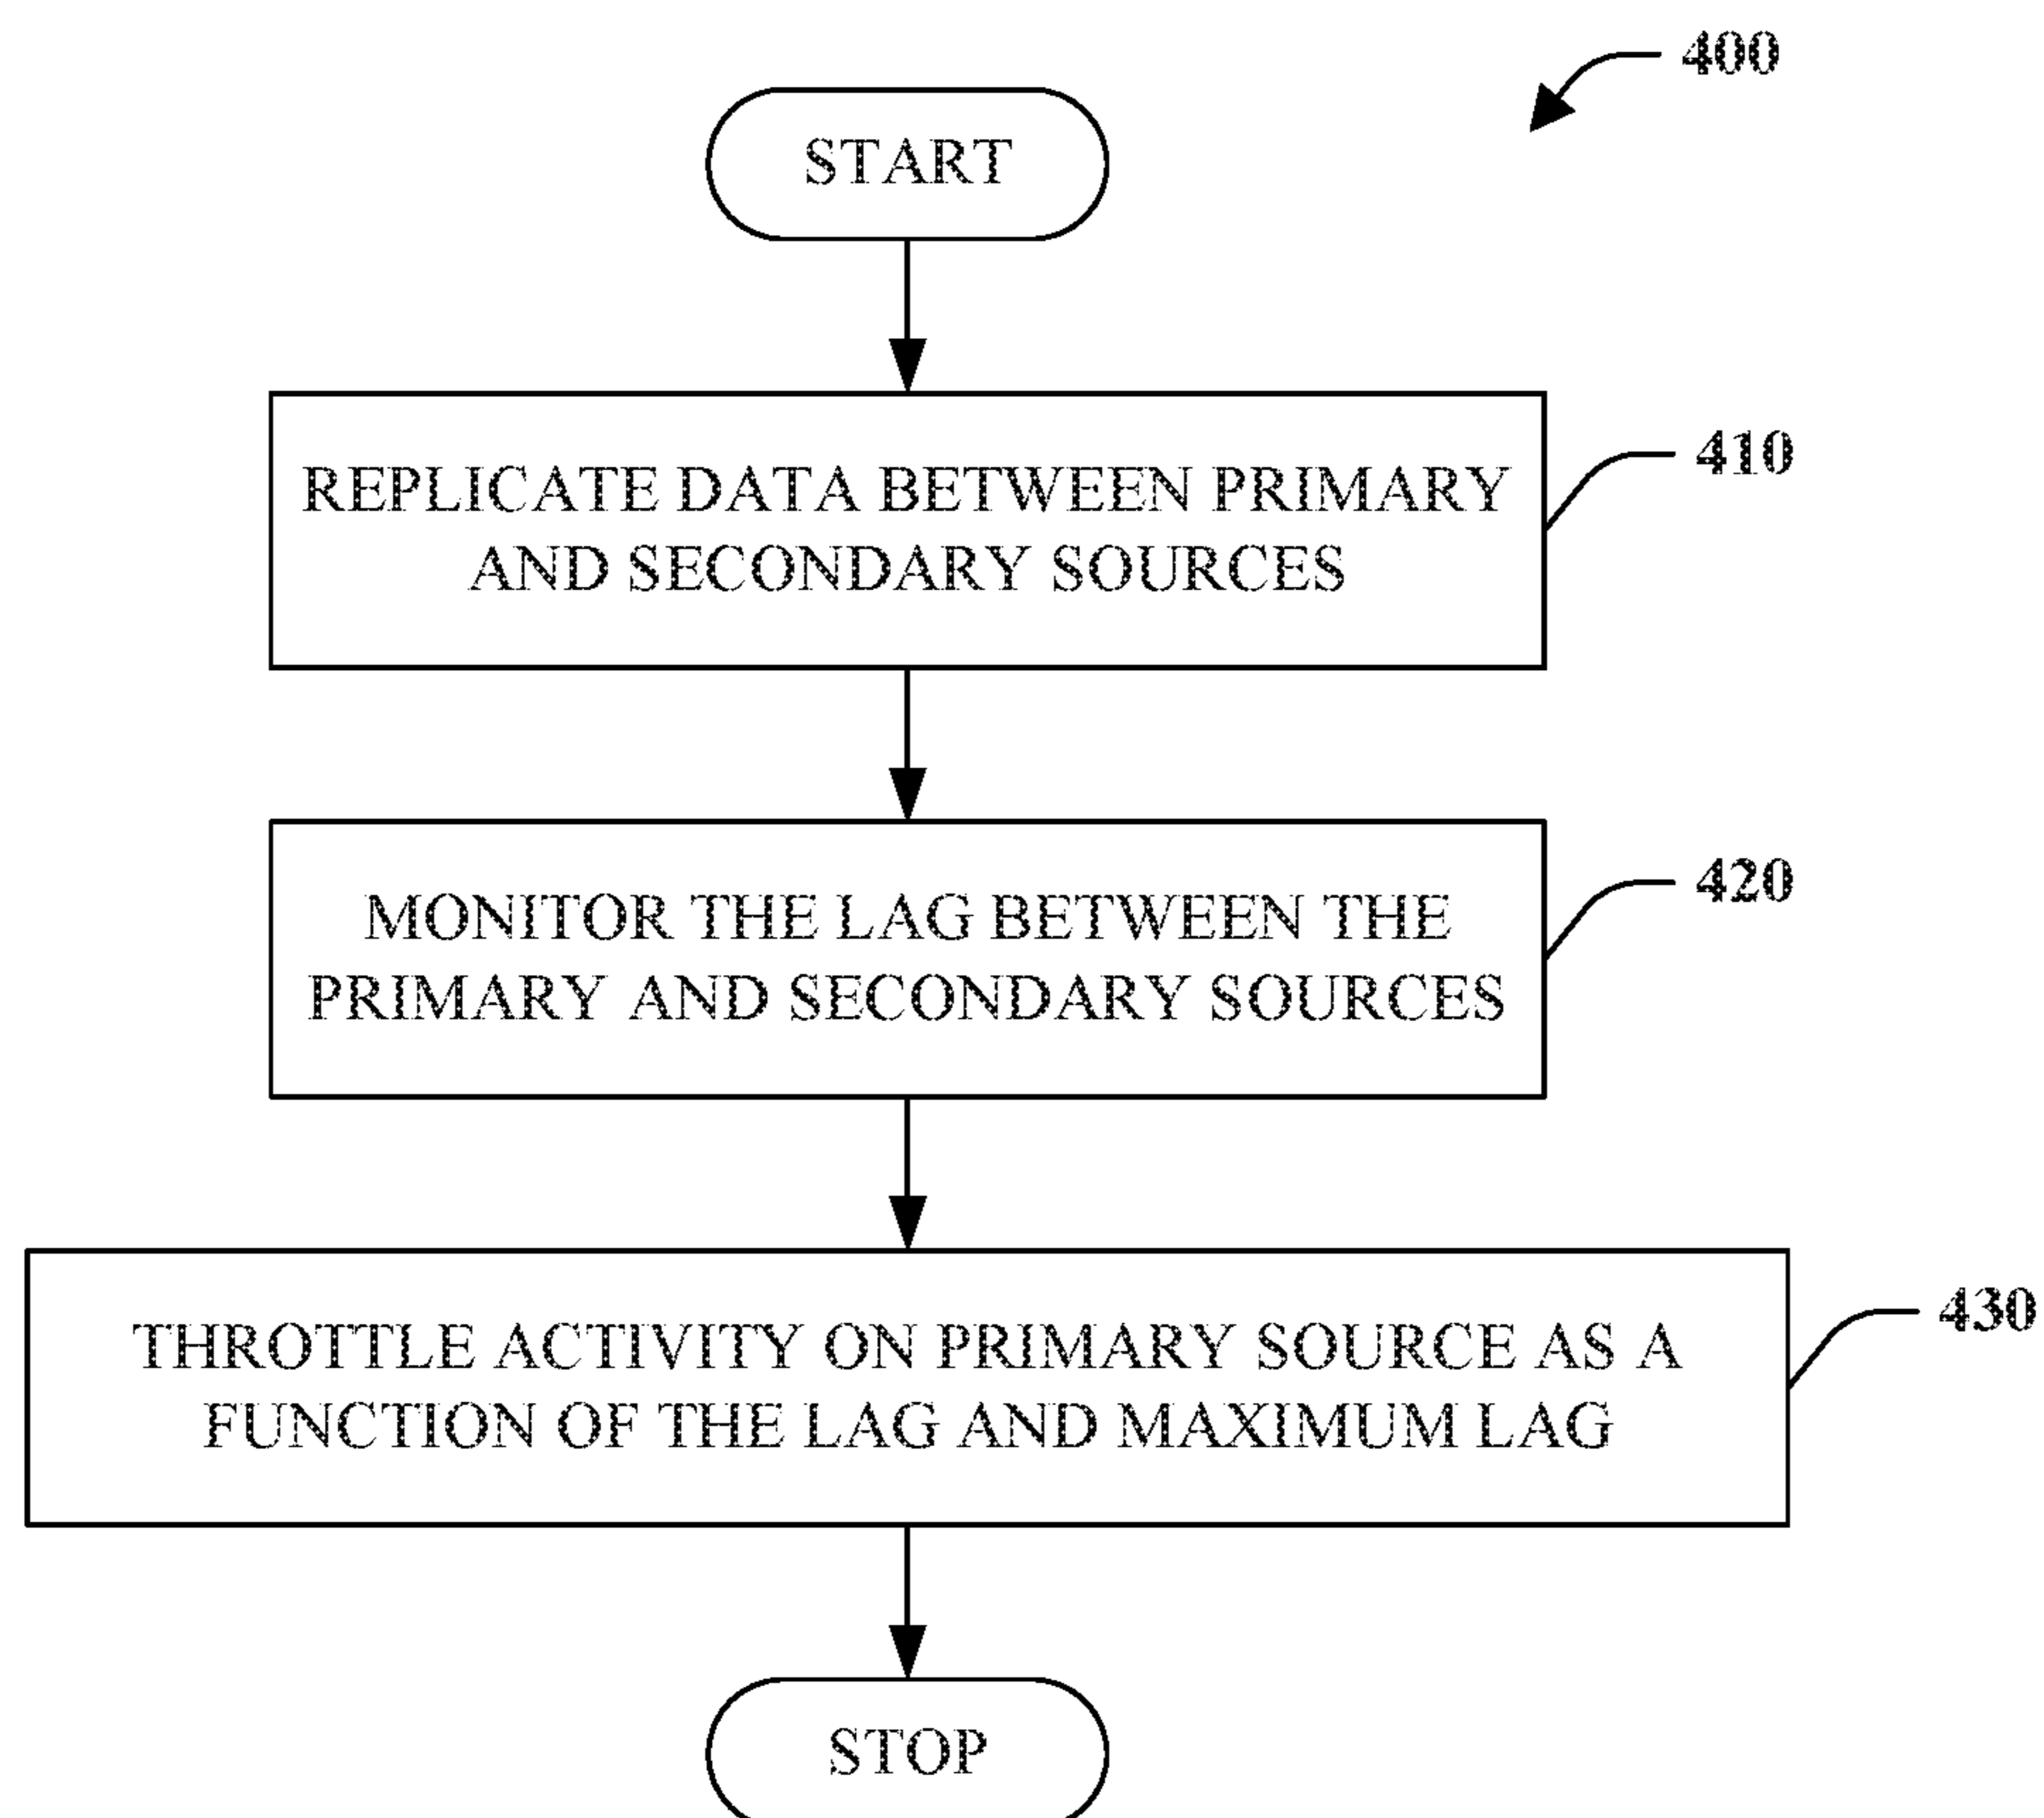 400
START
REPLICATE DATA BETWEEN PRIMARY
AND SECONDARY SOURCES
410
MONITOR THE LAG BETWEEN THE
PRIMARY AND SECONDARY SOURCES
420
THROTTLE ACTIVITY ON PRIMARY SOURCE AS A
FUNCTION OF THE LAG AND MAXIMUM LAG
430
STOP